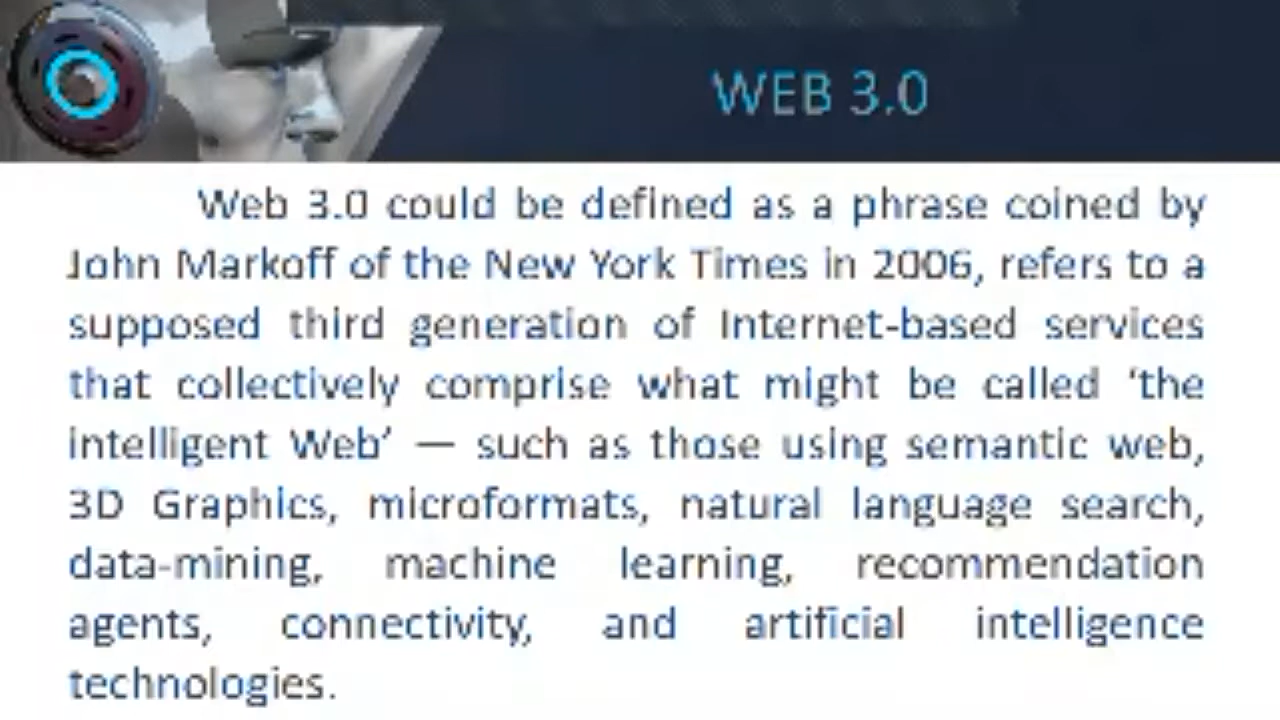 WEB 3.0
Web 3.0 could be defined as a phrase coined by
John Markoff of the New York Times in 2006, refers to a
supposed third generation of Internet-based services
that collectively comprise what might be called ‘the
intelligent Web’ — such as those using semantic web,
3D Graphics, microformats, natural language search,
data-mining, machine learning, recommendation
agents, connectivity, and artificial intelligence
technologies.